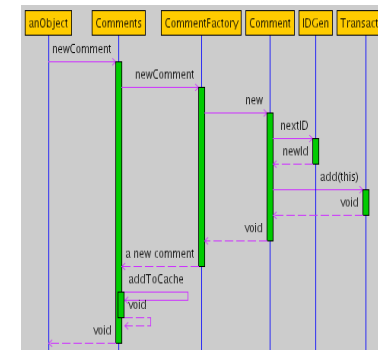 anObject Comments CommentFactory Comment IDGen Transact
newComment
newComment
new
nextID
newId
add(this)
void
void
a new comment
addToCache
void
void